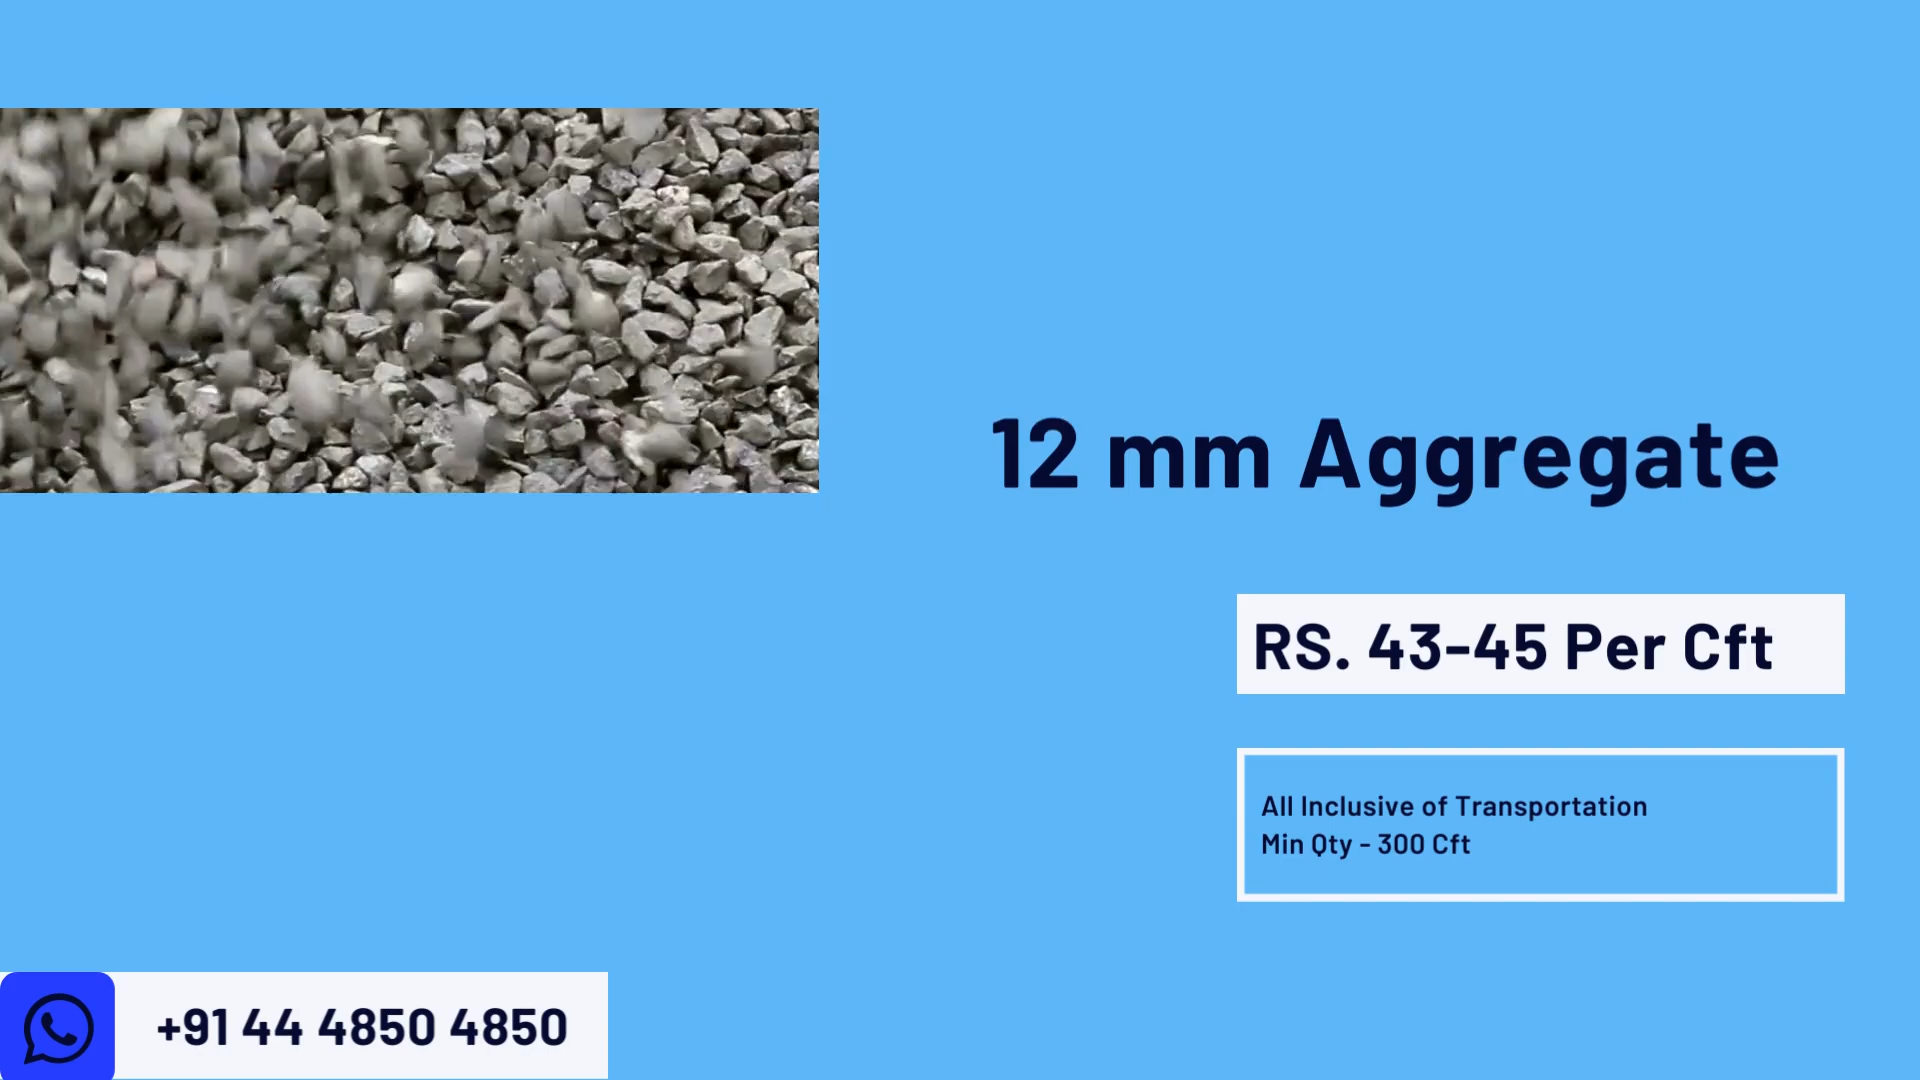 12 mm Aggregate
RS. 43-45 Per Cft
All Inclusive of Transportation
Min Qty - 300 Cft
+91 44 4850 4850